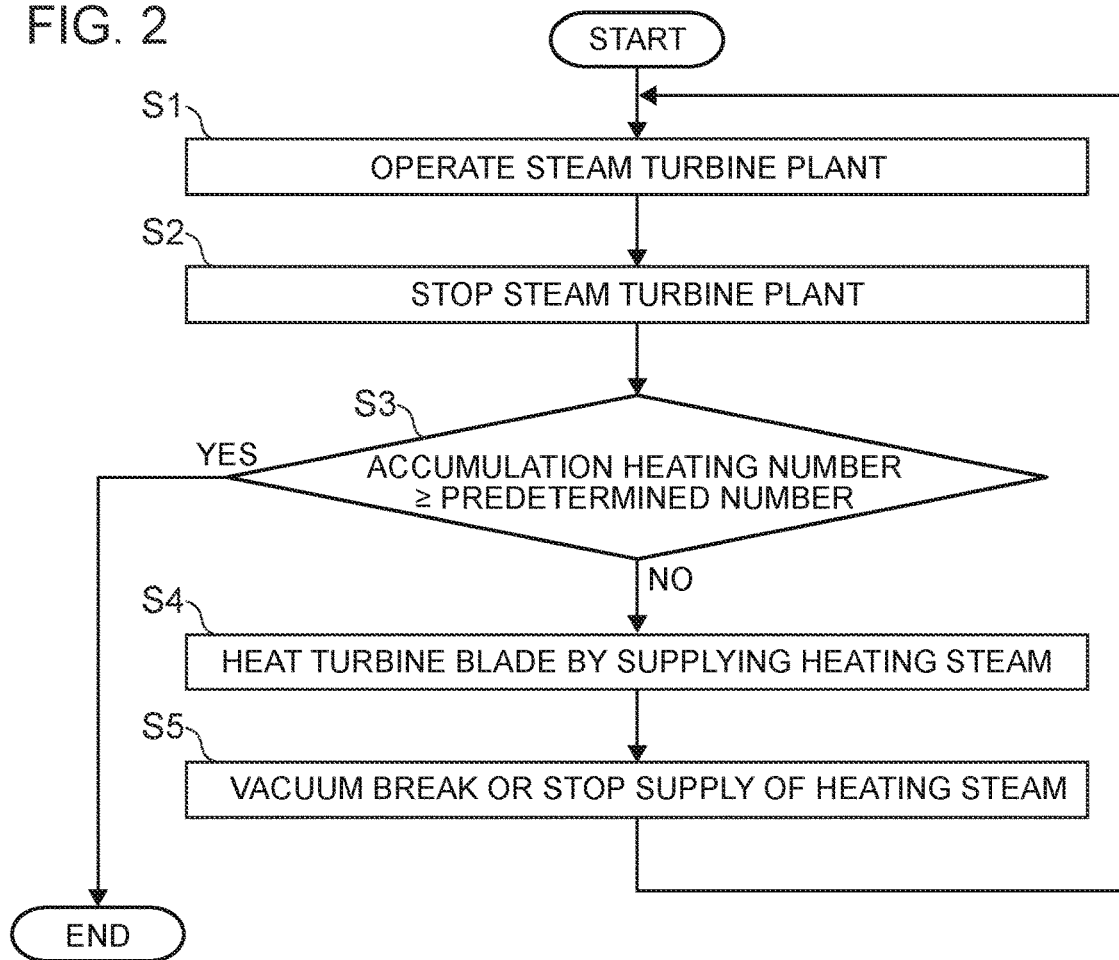 FIG. 2
START
S1
OPERATE STEAM TURBINE PLANT
S2
STOP STEAM TURBINE PLANT
S3
YES
ACCUMULATION HEATING NUMBER
≥ PREDETERMINED NUMBER
NO
S4
HEAT TURBINE BLADE BY SUPPLYING HEATING STEAM
S5
VACUUM BREAK OR STOP SUPPLY OF HEATING STEAM
END